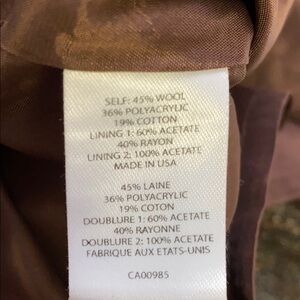 SELF: 45% WOOL
36% POLYACRYLIC
19% COTTON
LINING 1: 60% ACETATE
40% RAYON
LINING 2: 100% ACETATE
MADE IN USA
45% LAINE
36% POLYACRYLIC
19% COTON
DOUBLURE 1: 60% ACETATE
40% RAYONNE
DOUBLURE 2: 100% ACETATE
FABRIQUE AUX ETATS-UNIS
CA00985